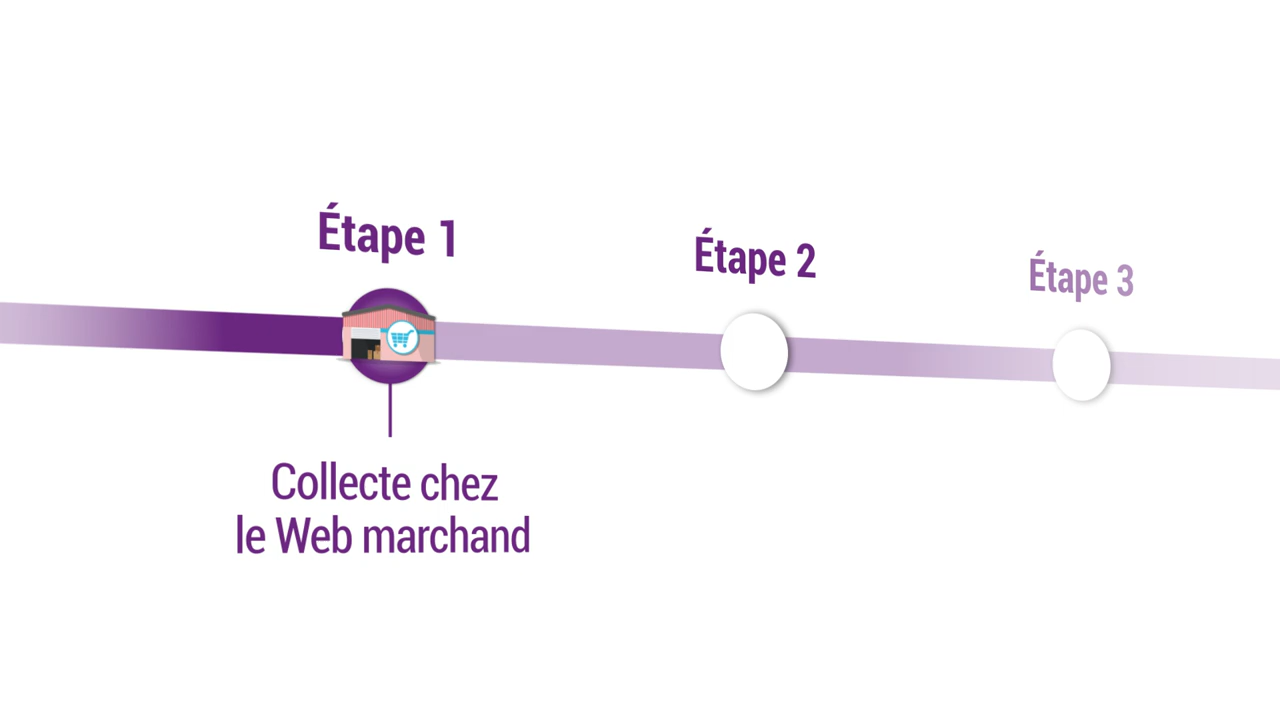 Étape 1
Étape 2
Étape 3
Collecte chez
le Web marchand